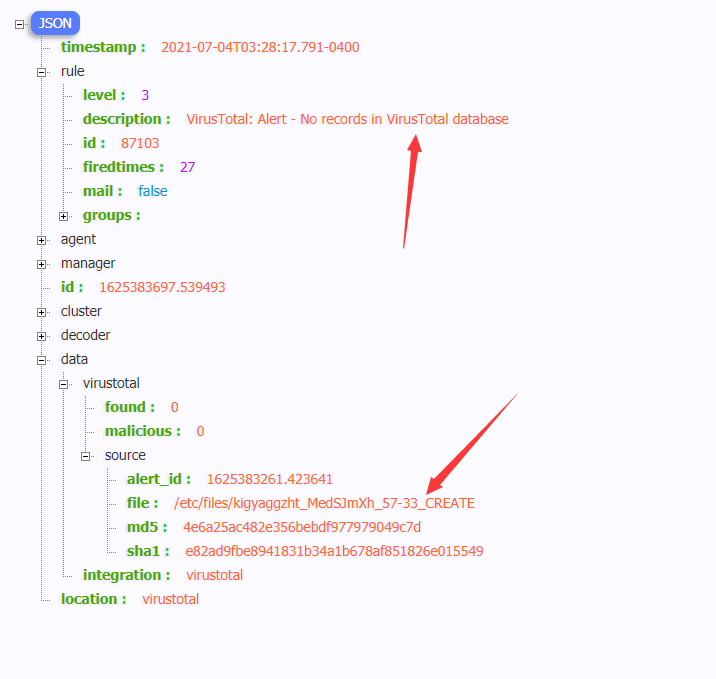 JSON
timestamp : 2021-07-04T03:28:17.791-0400
rule
level : 3
description : VirusTotal: Alert - No records in VirusTotal database
id : 87103
firedtimes : 27
mail : false
groups :
agent
manager
id : 1625383697.539493
cluster
decoder
data
virustotal
found : 0
malicious : 0
source
alert_id : 1625383261.423641
file : /etc/files/kigyaggzht_MedSJmXh_57-33_CREATE
md5 : 4e6a25ac482e356bebdf977979049c7d
sha1 : e82ad9fbe8941831b34a1b678af851826e015549
integration : virustotal
location : virustotal